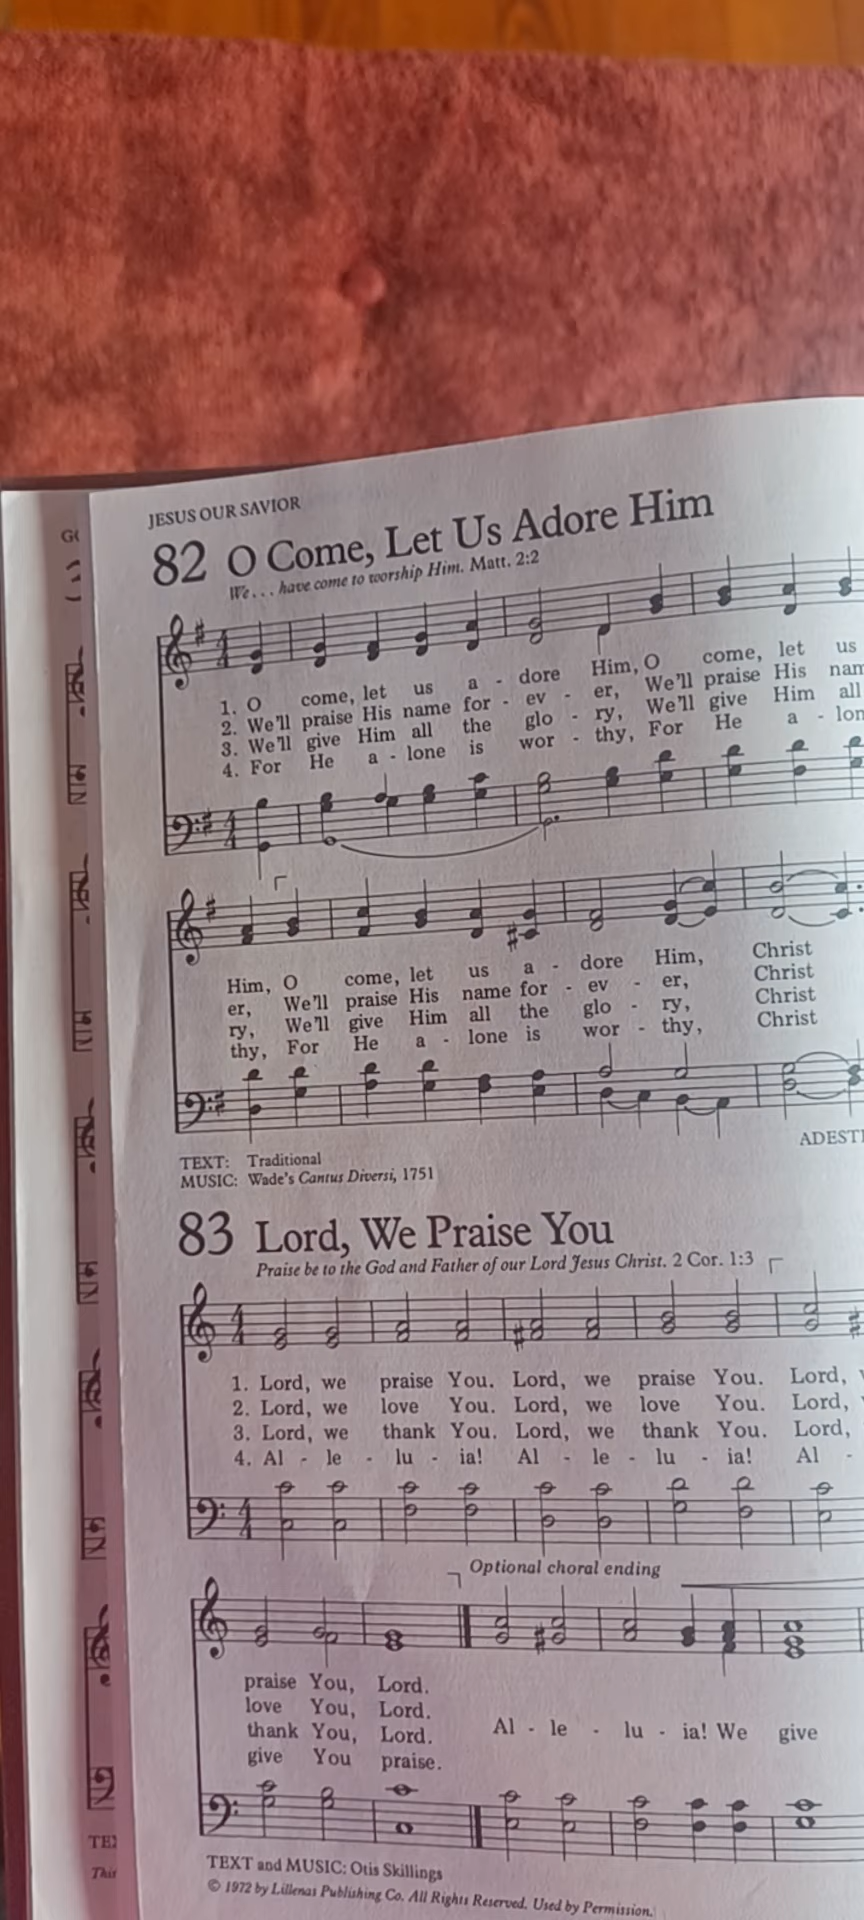 JESUS OUR SAVIOR
82 O Come, Let Us Adore Him
We... have come to worship Him. Matt. 2:2
1. O come, let us a - dore Him, O come, let us
2. We'll praise His name for - ev - er, We'll praise His
3. We'll give Him all the glo - ry, We'll give Him all
4. For He a - lone is wor - thy, For He a -
Him, O come, let us a - dore Him, Christ
er, We'll praise His name for - ev - er, Christ
ry, We'll give Him all the glo - ry, Christ
thy, For He a - lone is wor - thy, Christ
TEXT: Traditional
MUSIC: Wade's Cantus Diversi, 1751
83 Lord, We Praise You
Praise be to the God and Father of our Lord Jesus Christ. 2 Cor. 1:3
1. Lord, we praise You. Lord, we praise You. Lord,
2. Lord, we love You. Lord, we love You. Lord,
3. Lord, we thank You. Lord, we thank You. Lord,
4. Al - le - lu - ia! Al - le - lu - ia! Al -
Optional choral ending
praise You, Lord.
love You, Lord.
thank You, Lord. Al - le - lu - ia! We give
give You praise.
TEXT and MUSIC: Otis Skillings
© 1972 by Lillenas Publishing Co. All Rights Reserved. Used by Permission.